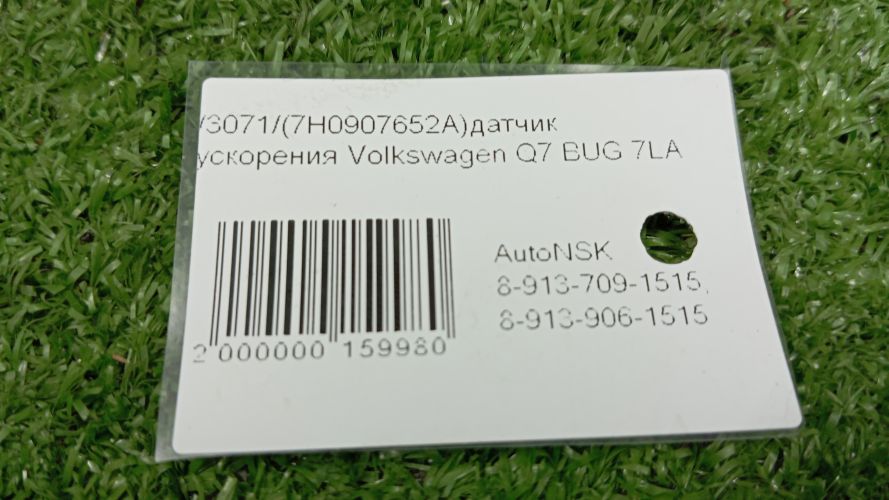 /3071/(7H0907652A)датчик
ускорения Volkswagen Q7 BUG 7LA
AutoNSK
8-913-709-1515,
8-913-906-1515
2 000000 159980